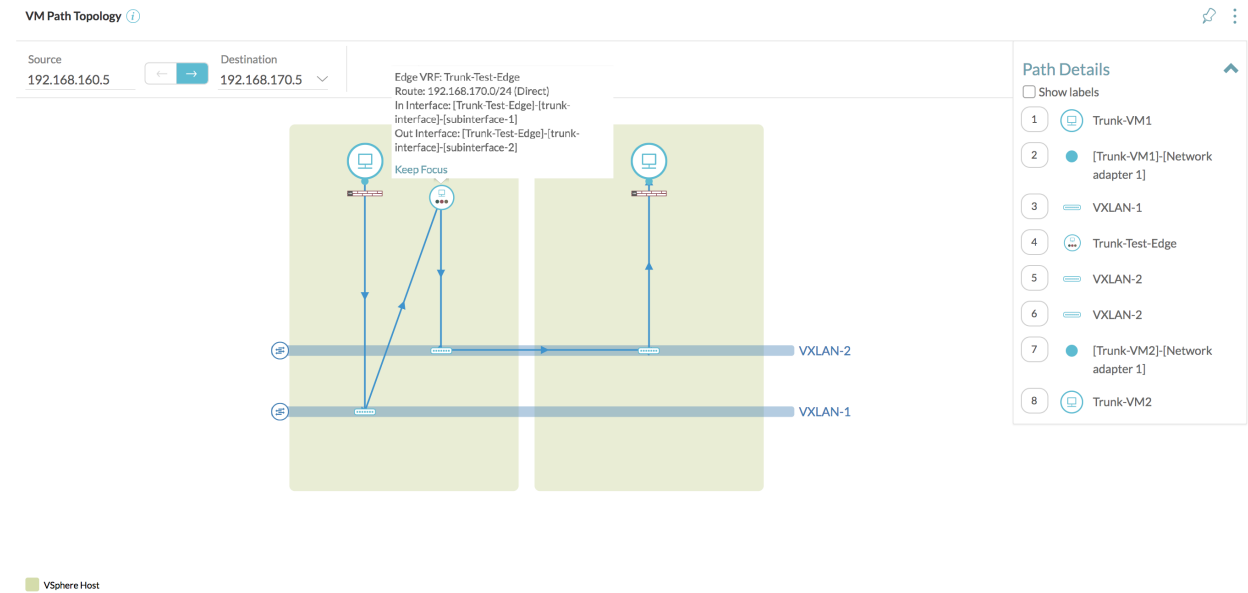 VM Path Topology i
Source
192.168.160.5
← →
Destination
192.168.170.5
Edge VRF: Trunk-Test-Edge
Route: 192.168.170.0/24 (Direct)
In Interface: [Trunk-Test-Edge]-[trunk-
interface]-[subinterface-1]
Out Interface: [Trunk-Test-Edge]-[trunk-
interface]-[subinterface-2]
Keep Focus
VXLAN-2
VXLAN-1
VSphere Host
Path Details
Show labels
1 Trunk-VM1
2 [Trunk-VM1]-[Network
adapter 1]
3 VXLAN-1
4 Trunk-Test-Edge
5 VXLAN-2
6 VXLAN-2
7 [Trunk-VM2]-[Network
adapter 1]
8 Trunk-VM2